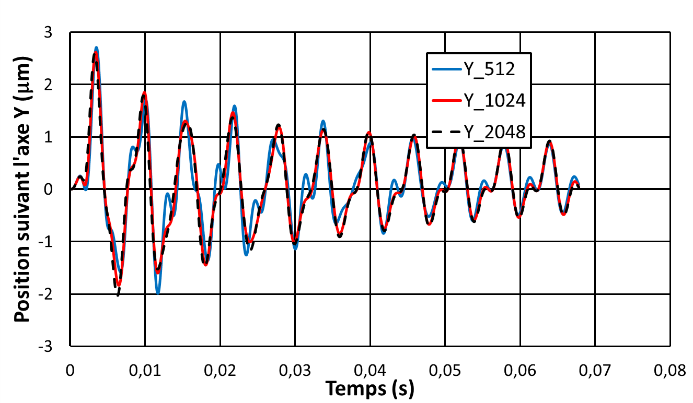 3
2
1
0
-1
-2
-3
Position suivant l'axe Y (µm)
Y_512
Y_1024
Y_2048
0 0,01 0,02 0,03 0,04 0,05 0,06 0,07 0,08
Temps (s)